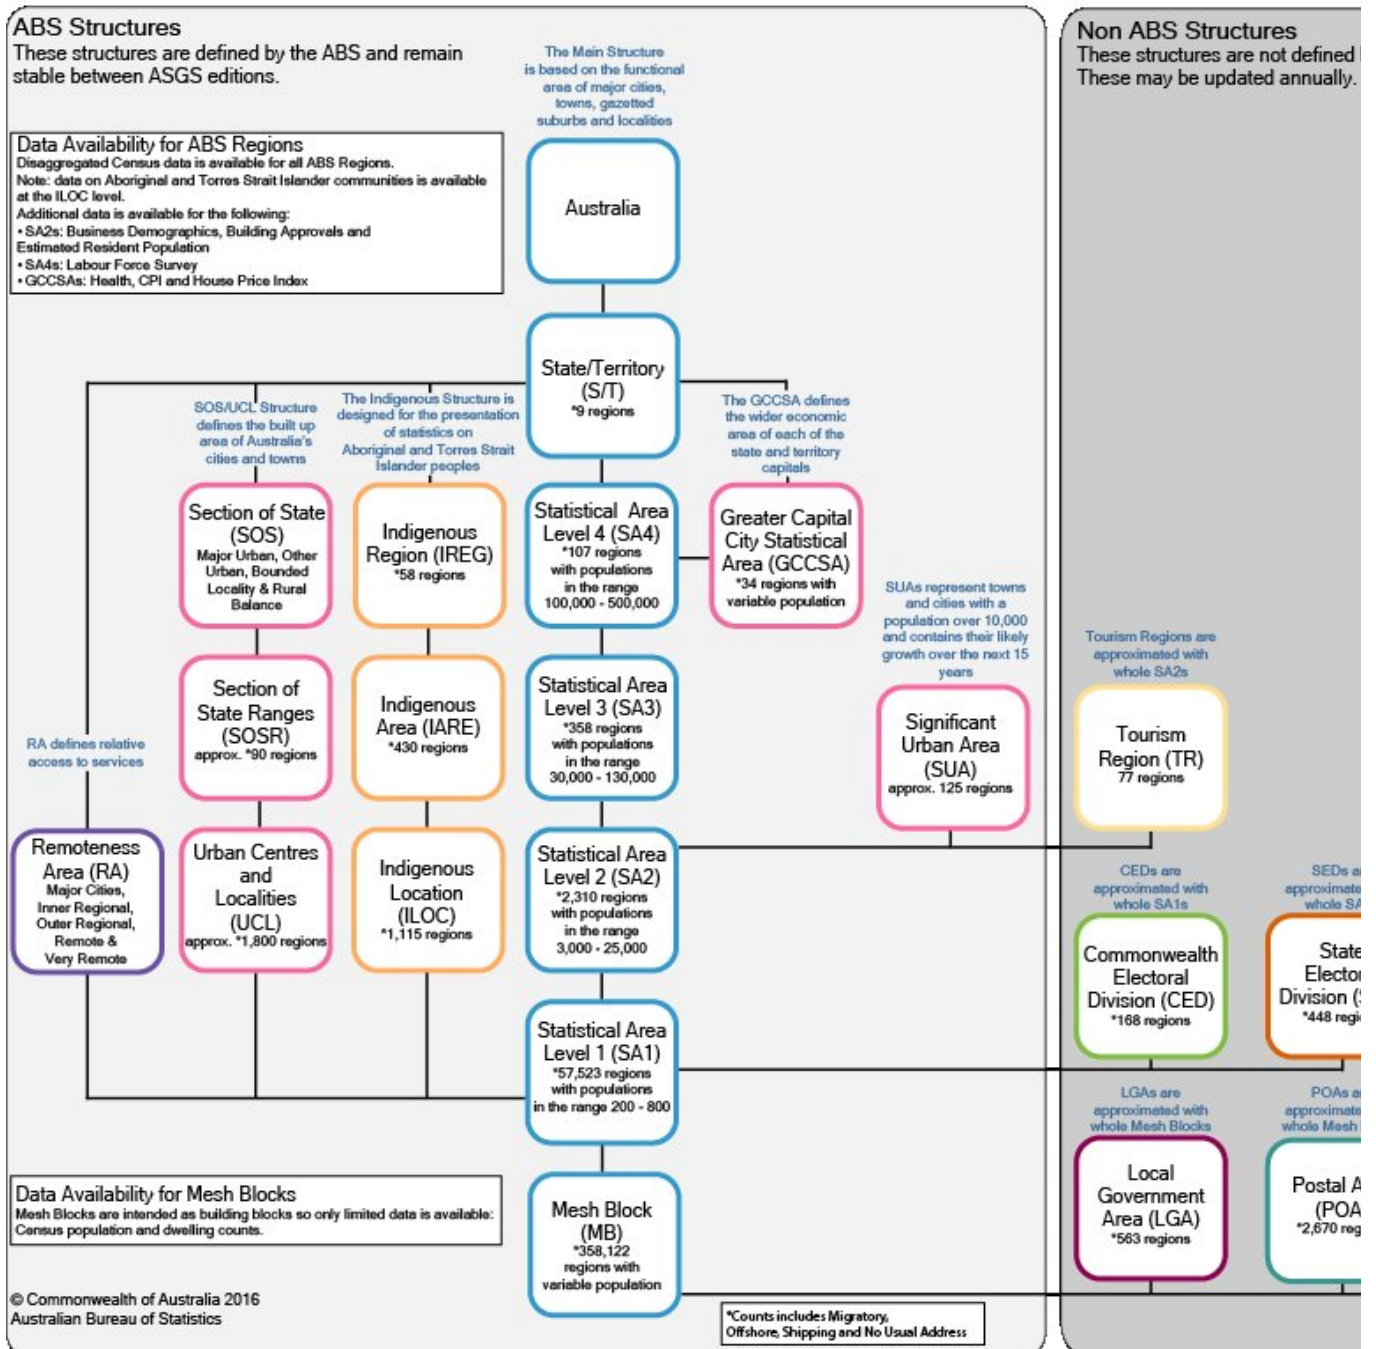 ABS Structures
These structures are defined by the ABS and remain
stable between ASGS editions.
The Main Structure
is based on the functional
area of major cities,
towns, gazetted
suburbs and localities
Data Availability for ABS Regions
Disaggregated Census data is available for all ABS Regions.
Note: data on Aboriginal and Torres Strait Islander communities is available
at the ILOC level.
Additional data is available for the following:
• SA2s: Business Demographics, Building Approvals and
Estimated Resident Population
• SA4s: Labour Force Survey
• GCCSAs: Health, CPI and House Price Index
Australia
State/Territory
(S/T)
*9 regions
SOS/UCL Structure
defines the built up
area of Australia's
cities and towns
The Indigenous Structure is
designed for the presentation
of statistics on
Aboriginal and Torres Strait
Islander peoples
The GCCSA defines
the wider economic
area of each of the
state and territory
capitals
Section of State
(SOS)
Major Urban, Other
Urban, Bounded
Locality & Rural
Balance
Indigenous
Region (IREG)
*58 regions
Statistical Area
Level 4 (SA4)
*107 regions
with populations
in the range
100,000 - 500,000
Greater Capital
City Statistical
Area (GCCSA)
*34 regions with
variable population
SUAs represent towns
and cities with a
population over 10,000
and contains their likely
growth over the next 15
years
RA defines relative
access to services
Section of
State Ranges
(SOSR)
approx. *90 regions
Indigenous
Area (IARE)
*430 regions
Statistical Area
Level 3 (SA3)
*358 regions
with populations
in the range
30,000 - 130,000
Significant
Urban Area
(SUA)
approx. 125 regions
Remoteness
Area (RA)
Major Cities,
Inner Regional,
Outer Regional,
Remote &
Very Remote
Urban Centres
and
Localities
(UCL)
approx. *1,800 regions
Indigenous
Location
(ILOC)
*1,115 regions
Statistical Area
Level 2 (SA2)
*2,310 regions
with populations
in the range
3,000 - 25,000
Statistical Area
Level 1 (SA1)
*57,523 regions
with populations
in the range 200 - 800
Data Availability for Mesh Blocks
Mesh Blocks are intended as building blocks so only limited data is available:
Census population and dwelling counts.
Mesh Block
(MB)
*358,122
regions with
variable population
© Commonwealth of Australia 2016
Australian Bureau of Statistics
*Counts includes Migratory,
Offshore, Shipping and No Usual Address
Non ABS Structures
These structures are not defined
These may be updated annually.
Tourism Regions are
approximated with
whole SA2s
Tourism
Region (TR)
77 regions
CEDs are
approximated with
whole SA1s
Commonwealth
Electoral
Division (CED)
*168 regions
SEDs
State
Division
*448
LGAs are
approximated with
whole Mesh Blocks
Local
Government
Area (LGA)
*563 regions
POAs
whole Mesh
Postal
(POA
*2,670